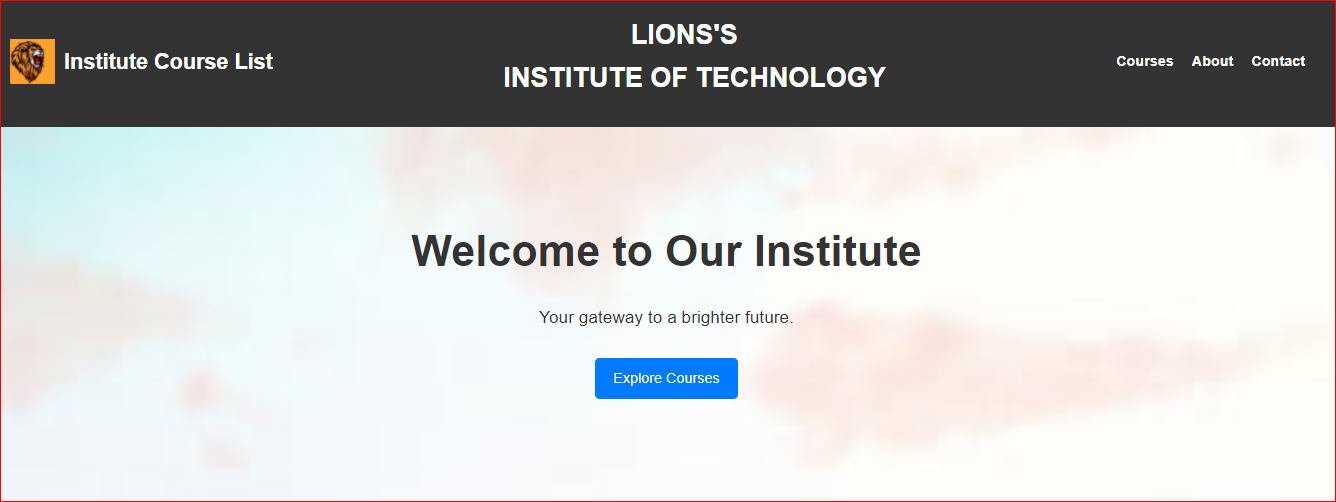 Institute Course List
LIONS'S
INSTITUTE OF TECHNOLOGY
Courses About Contact
Welcome to Our Institute
Your gateway to a brighter future.
Explore Courses